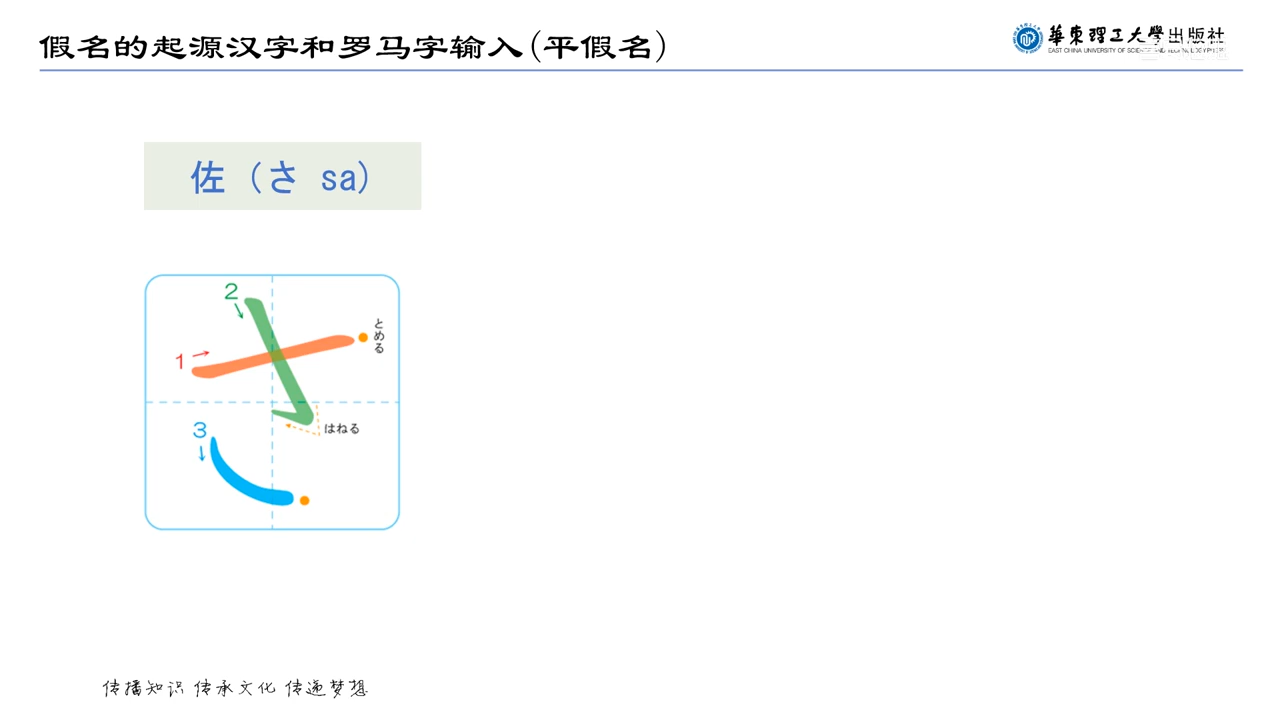 假名的起源汉字和罗马字输入(平假名)
華東理工大學出版社
佐 (さ sa)
2
1
とめる
はねる
3
传播知识 传承文化 传递梦想